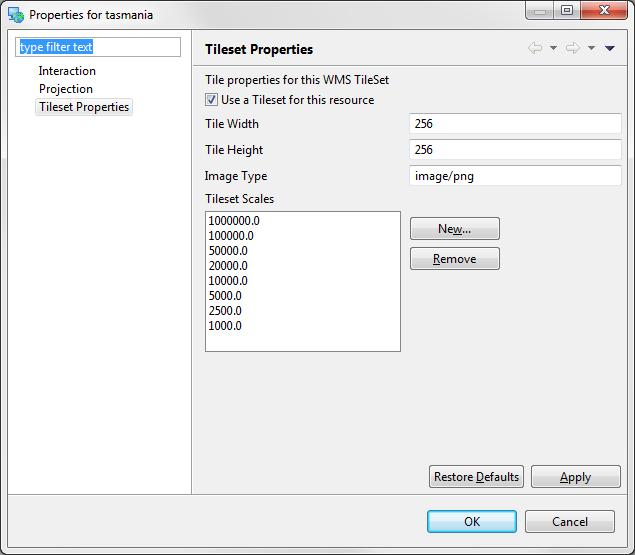 Properties for tasmania
type filter text
Interaction
Projection
Tileset Properties
Tileset Properties
Tile properties for this WMS TileSet
Use a Tileset for this resource
Tile Width 256
Tile Height 256
Image Type image/png
Tileset Scales
1000000.0
100000.0
50000.0
20000.0
10000.0
5000.0
2500.0
1000.0
New...
Remove
Restore Defaults Apply
OK Cancel